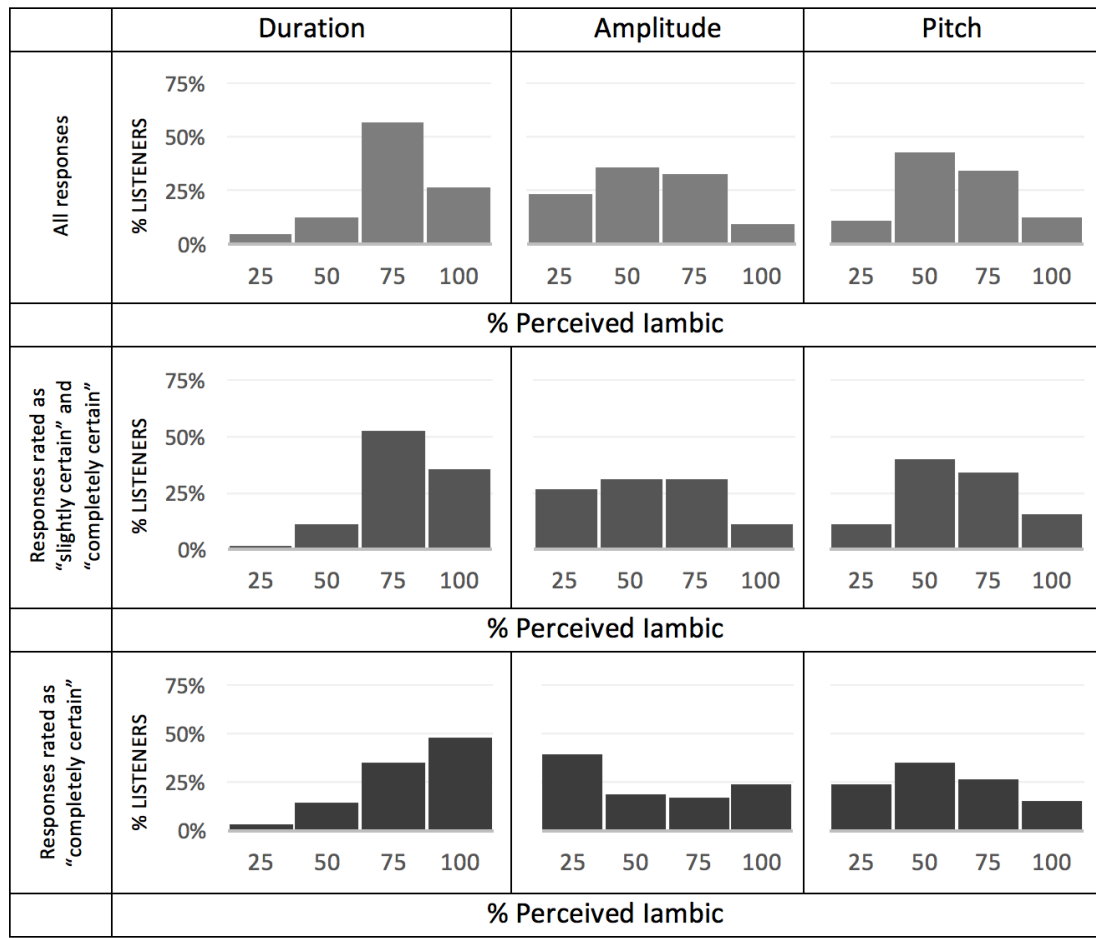 Duration
Amplitude
Pitch
All responses
% LISTENERS
75%
50%
25%
0%
25 50 75 100
25 50 75 100
25 50 75 100
% Perceived Iambic
Responses rated as
“slightly certain” and
“completely certain”
% LISTENERS
75%
50%
25%
0%
25 50 75 100
25 50 75 100
25 50 75 100
% Perceived Iambic
Responses rated as
“completely certain”
% LISTENERS
75%
50%
25%
0%
25 50 75 100
25 50 75 100
25 50 75 100
% Perceived Iambic